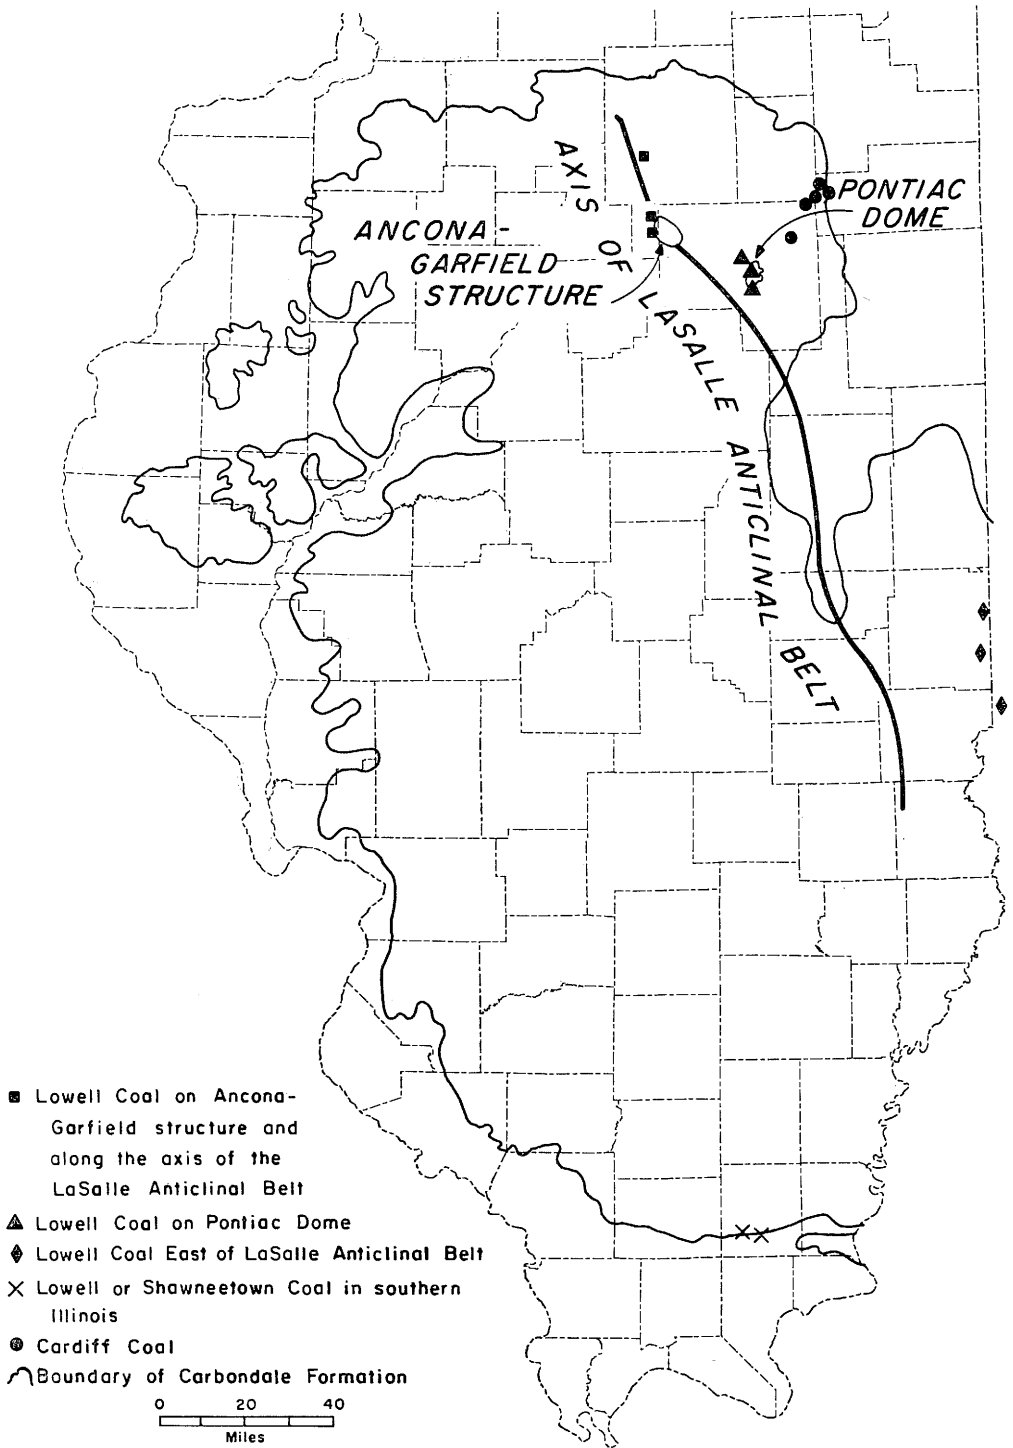 AXIS OF LASALLE ANTICLINAL BELT
PONTIAC
DOME
ANCONA-
GARFIELD
STRUCTURE
Lowell Coal on Ancona-
Garfield structure and
along the axis of the
LaSalle Anticlinal Belt
Lowell Coal on Pontiac Dome
Lowell Coal East of LaSalle Anticlinal Belt
Lowell or Shawneetown Coal in southern
Illinois
Cardiff Coal
Boundary of Carbondale Formation
0 20 40
Miles